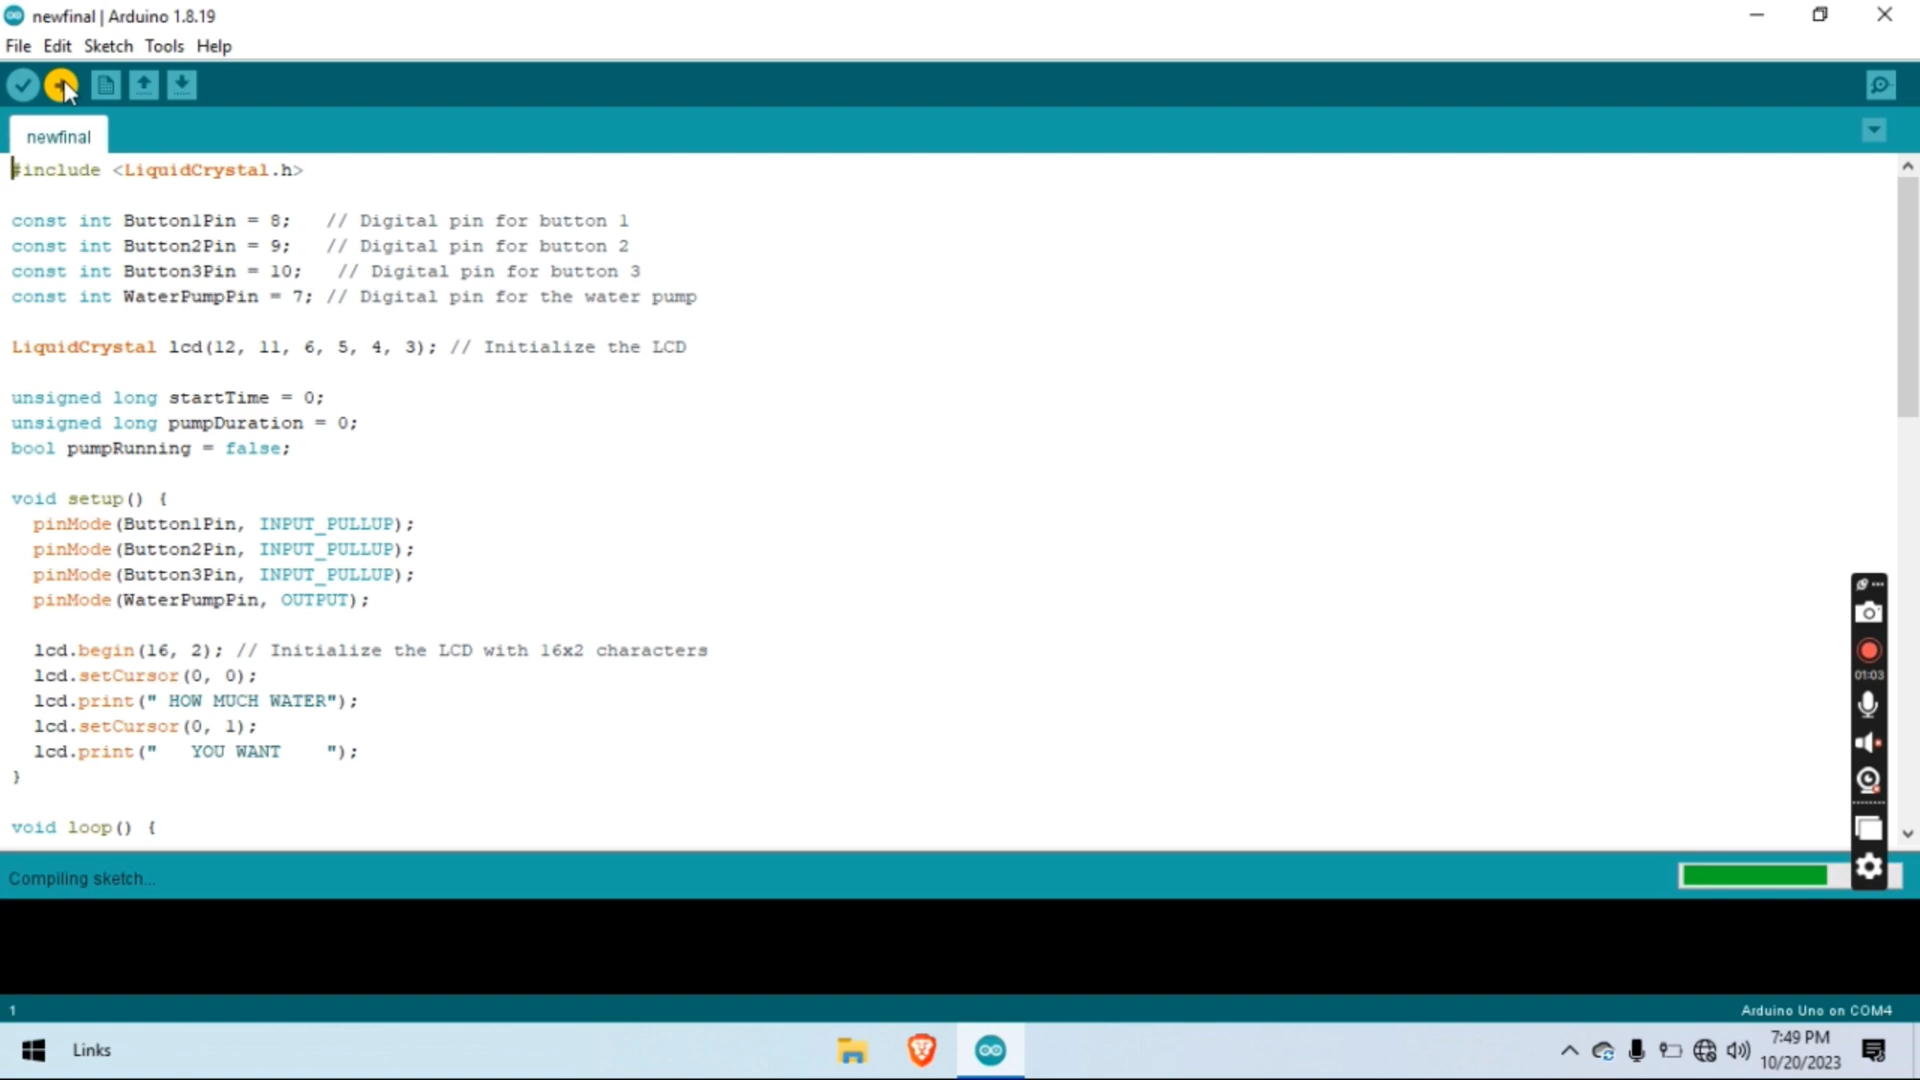 newfinal | Arduino 1.8.19
File Edit Sketch Tools Help
newfinal
#include <LiquidCrystal.h>
const int Button1Pin = 8;   // Digital pin for button 1
const int Button2Pin = 9;   // Digital pin for button 2
const int Button3Pin = 10;   // Digital pin for button 3
const int WaterPumpPin = 7; // Digital pin for the water pump
LiquidCrystal lcd(12, 11, 6, 5, 4, 3); // Initialize the LCD
unsigned long startTime = 0;
unsigned long pumpDuration = 0;
bool pumpRunning = false;
void setup() {
  pinMode(Button1Pin, INPUT_PULLUP);
  pinMode(Button2Pin, INPUT_PULLUP);
  pinMode(Button3Pin, INPUT_PULLUP);
  pinMode(WaterPumpPin, OUTPUT);
  lcd.begin(16, 2); // Initialize the LCD with 16x2 characters
  lcd.setCursor(0, 0);
  lcd.print(" HOW MUCH WATER");
  lcd.setCursor(0, 1);
  lcd.print("   YOU WANT    ");
}
void loop() {
01:03
Compiling sketch...
1
Arduino Uno on COM4
Links
7:49 PM
10/20/2023